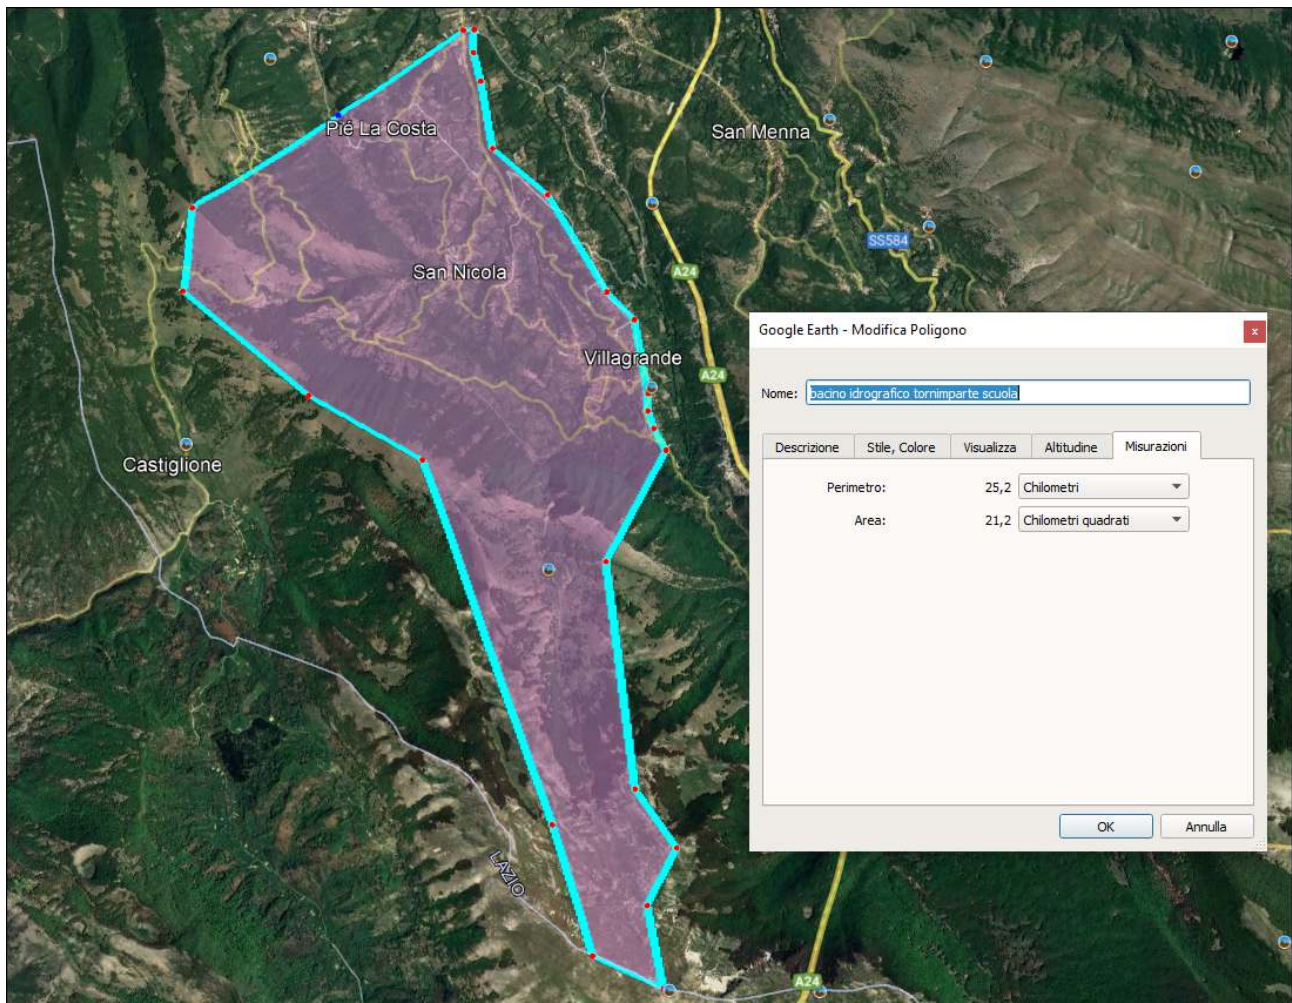 Pié La Costa
San Menna
SS584
San Nicola
A24
Villagrande
A24
Castiglione
LAZIO
A24
Google Earth - Modifica Poligono
x
Nome: bacino idrografico tornimparte scuola
Descrizione Stile, Colore Visualizza Altitudine Misurazioni
Perimetro: 25,2 Chilometri
Area: 21,2 Chilometri quadrati
OK Annulla